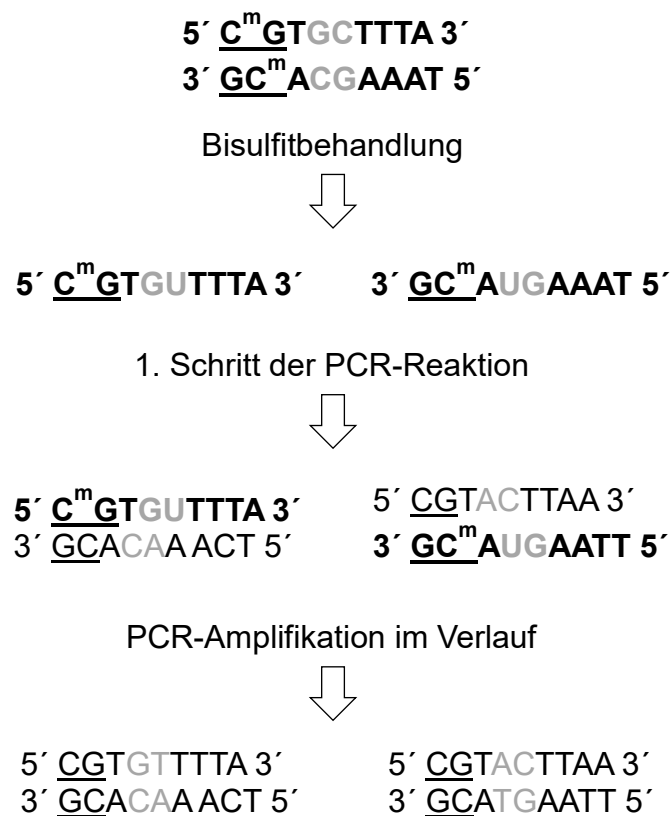 5´ CᵐGTGCTTTA 3´
3´ GCᵐACGAAAT 5´
Bisulfitbehandlung
5´ CᵐGTGUTTTA 3´ 3´ GCᵐAUGAAAT 5´
1. Schritt der PCR-Reaktion
5´ CᵐGTGUTTTA 3´ 5´ CGTACTTAA 3´
3´ GCACAA ACT 5´ 3´ GCᵐAUGAATT 5´
PCR-Amplifikation im Verlauf
5´ CGTGTTTTA 3´ 5´ CGTACTTAA 3´
3´ GCACAA ACT 5´ 3´ GCATGAATT 5´